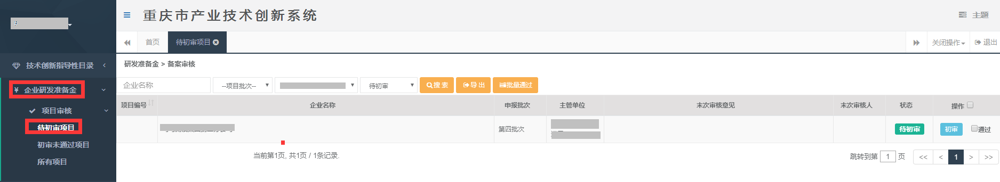 重庆市产业技术创新系统
主题
首页
待初审项目
关闭操作
退出
技术创新指导性目录
¥ 企业研发准备金
项目审核
待初审项目
初审未通过项目
所有项目
研发准备金 > 备案审核
企业名称
--项目批次--
待初审
搜 索
导 出
批量通过
项目编号 企业名称 申报批次 主管单位 末次审核意见 末次审核人 状态 操作
第四批次 待初审 初审 通过
当前第1页, 共1页 / 1条记录.
跳转到第 1 页
<< < 1 > >>